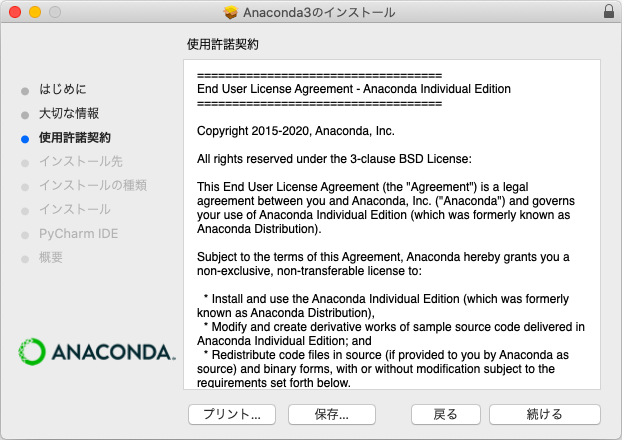 Anaconda3のインストール
使用許諾契約
はじめに
大切な情報
使用許諾契約
インストール先
インストールの種類
インストール
PyCharm IDE
概要
ANACONDA.
===================================
End User License Agreement - Anaconda Individual Edition
===================================
Copyright 2015-2020, Anaconda, Inc.
All rights reserved under the 3-clause BSD License:
This End User License Agreement (the "Agreement") is a legal
agreement between you and Anaconda, Inc. ("Anaconda") and governs
your use of Anaconda Individual Edition (which was formerly known as
Anaconda Distribution).
Subject to the terms of this Agreement, Anaconda hereby grants you a
non-exclusive, non-transferable license to:
* Install and use the Anaconda Individual Edition (which was formerly
known as Anaconda Distribution),
* Modify and create derivative works of sample source code delivered in
Anaconda Individual Edition; and
* Redistribute code files in source (if provided to you by Anaconda as
source) and binary forms, with or without modification subject to the
requirements set forth below.
プリント...
保存...
戻る
続ける